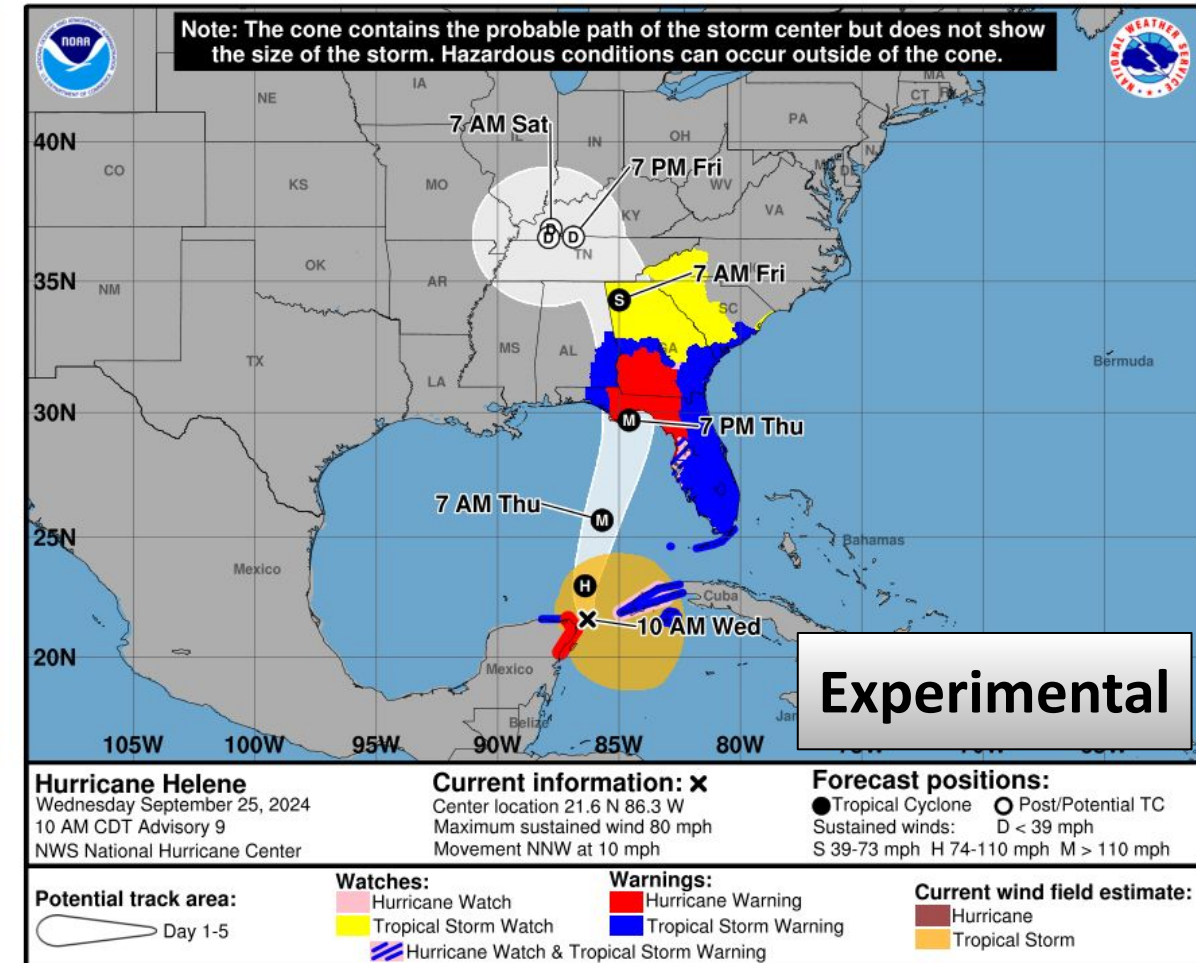 Note: The cone contains the probable path of the storm center but does not show
the size of the storm. Hazardous conditions can occur outside of the cone.
NOAA
NATIONAL WEATHER SERVICE
MA
CT
IA
NE
7 AM Sat
PA
NJ
40N
IL
IN
OH
7 PM Fri
DE
CO
KS
MO
WV
KY
VA
TN
7 AM Fri
35N
OK
AR
NM
S
SC
MS
AL
GA
TX
Bermuda
LA
30N
M
7 PM Thu
7 AM Thu
M
25N
Bahamas
Mexico
H
Cuba
10 AM Wed
20N
Mexico
Experimental
Belize
105W 100W 95W 90W 85W 80W
Hurricane Helene
Wednesday September 25, 2024
10 AM CDT Advisory 9
NWS National Hurricane Center
Current information: ×
Center location 21.6 N 86.3 W
Maximum sustained wind 80 mph
Movement NNW at 10 mph
Forecast positions:
Tropical Cyclone Post/Potential TC
Sustained winds: D < 39 mph
S 39-73 mph H 74-110 mph M > 110 mph
Potential track area:
Day 1-5
Watches:
Hurricane Watch
Tropical Storm Watch
Warnings:
Hurricane Warning
Tropical Storm Warning
Hurricane Watch & Tropical Storm Warning
Current wind field estimate:
Hurricane
Tropical Storm